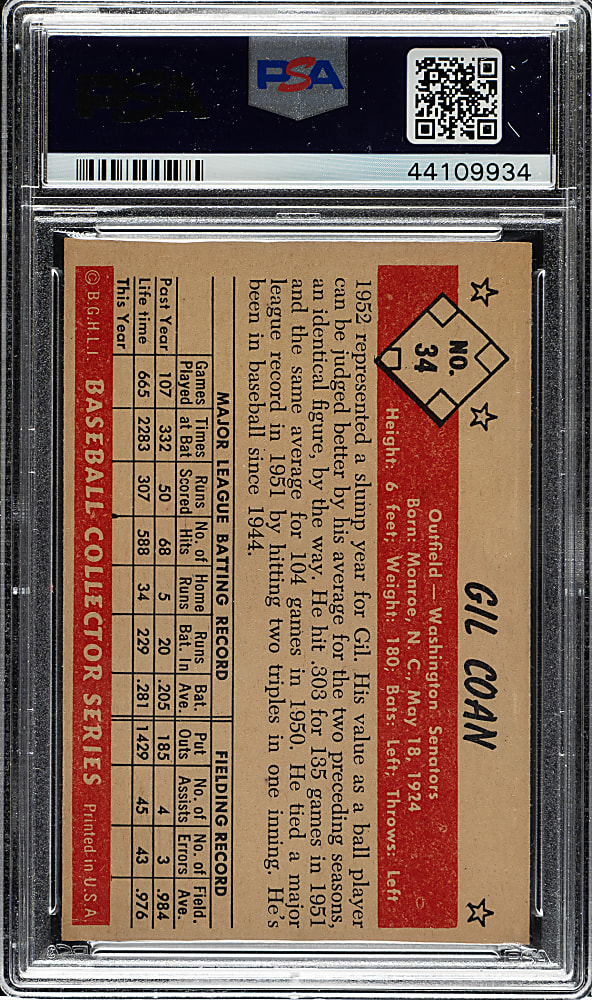 PSA
PSA
44109934
NO.
34
GIL COAN
Outfield — Washington Senators
Born: Monroe, N. C., May 18, 1924
Height: 6 feet; Weight: 180; Bats: Left; Throws: Left
1952 represented a slump year for Gil. His value as a ball player
can be judged better by his average for the two preceding seasons,
an identical figure, by the way. He hit .303 for 135 games in 1951
and the same average for 104 games in 1950. He tied a major
league record in 1951 by hitting two triples in one inning. He's
been in baseball since 1944.
MAJOR LEAGUE BATTING RECORD FIELDING RECORD
Games Times Runs No. of Home Runs Bat. Put No. of No. of Field.
Played at Bat Scored Hits Runs Bat. In Ave. Outs Assists Errors Ave.
Past Year 107 332 50 68 5 20 .205 185 4 3 .984
Life time 665 2283 307 588 34 229 .281 1429 45 43 .976
This Year
© B.G.H.L.I. BASEBALL COLLECTOR SERIES Printed in U.S.A.